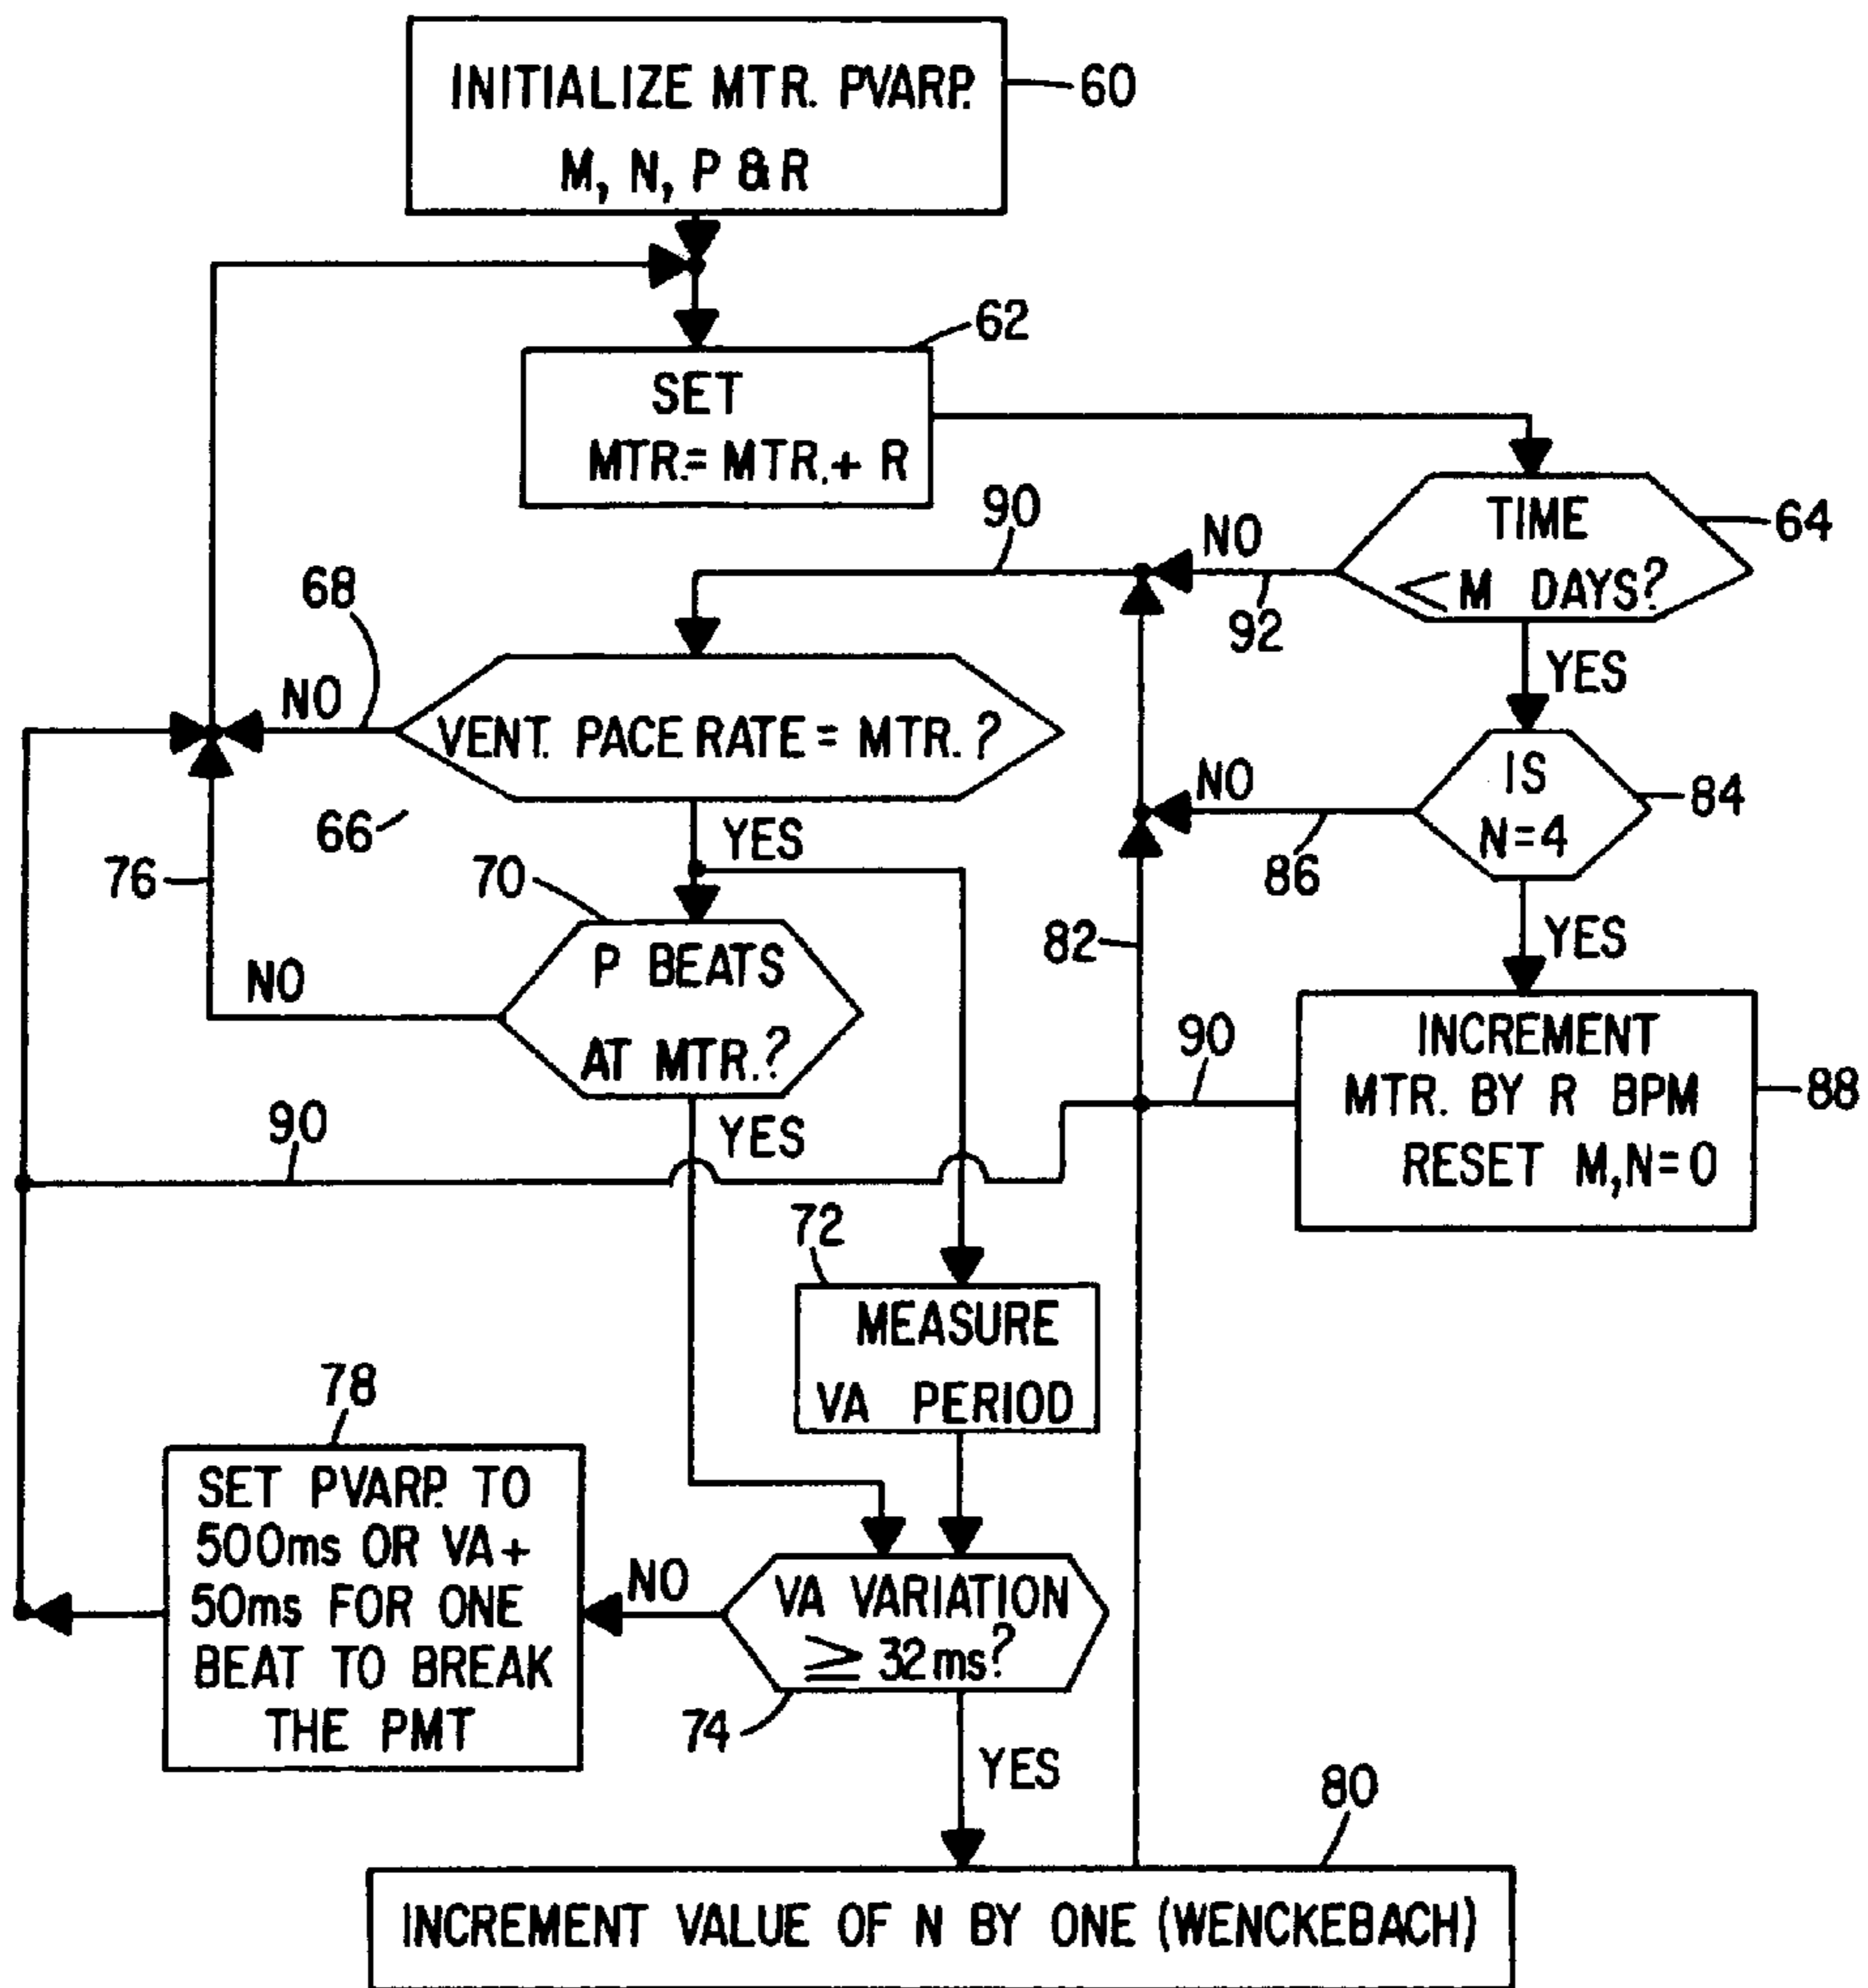 INITIALIZE MTR. PVARP.
M, N, P & R
60
62
SET
MTR.= MTR.+ R
90
NO
92
TIME
<M DAYS?
64
YES
68
NO
VENT. PACE RATE = MTR.?
66
YES
NO
86
IS
N=4
84
YES
76
70
P BEATS
AT MTR.?
NO
YES
82
90
90
INCREMENT
MTR. BY R BPM
RESET M,N=0
88
72
MEASURE
VA PERIOD
78
SET PVARP. TO
500ms OR VA+
50ms FOR ONE
BEAT TO BREAK
THE PMT
NO
VA VARIATION
≥ 32ms?
74
YES
80
INCREMENT VALUE OF N BY ONE (WENCKEBACH)